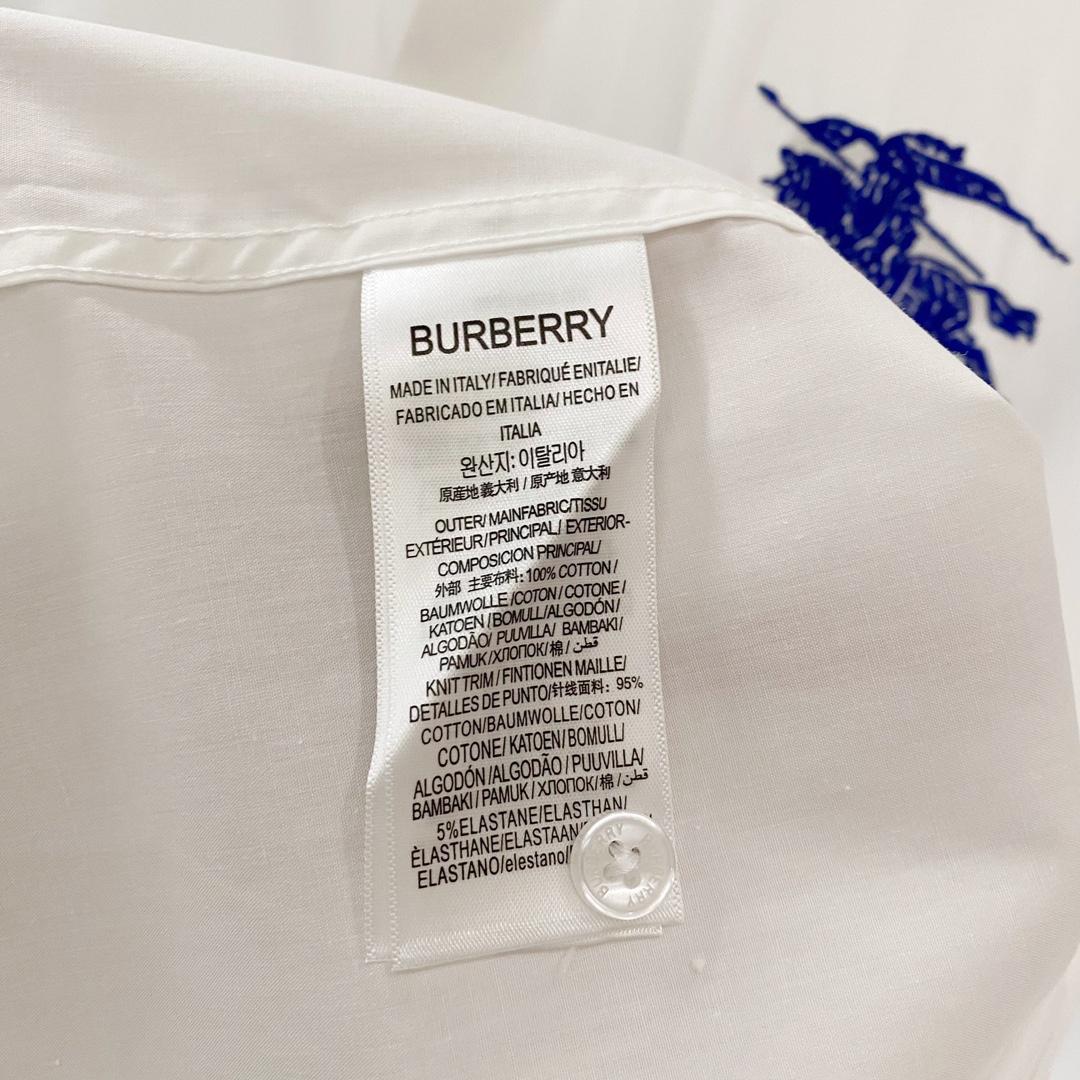 BURBERRY
MADE IN ITALY/ FABRIQUÉ ENITALIE/
FABRICADO EM ITALIA/ HECHO EN
ITALIA
완산지: 이탈리아
原産地 義大利 / 原产地 意大利
OUTER/ MAINFABRIC/TISSU
EXTÉRIEUR/PRINCIPAL/ EXTERIOR-
COMPOSICION PRINCIPAL/
外部 主要布料: 100% COTTON /
BAUMWOLLE /COTON / COTONE /
KATOEN / BOMULL/ALGODÓN/
ALGODÃO/ PUUVILLA/ BAMBAKI/
PAMUK /ХЛОПОК/ 棉 / قطن
KNIT TRIM / FINTIONEN MAILLE/
DETALLES DE PUNTO/针线面料: 95%
COTTON/BAUMWOLLE/COTON/
COTONE/ KATOEN/ BOMULL/
ALGODÓN /ALGODÃO / PUUVILLA/
BAMBAKI / PAMUK / ХЛОПОК/棉 / قطن
5%ELASTANE/ELASTHAN/
ÈLASTHANE/ELASTAAN/
ELASTANO/elestano/
BURBERRY